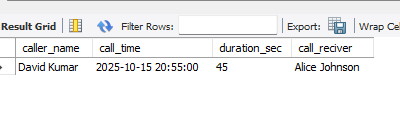 Result Grid Filter Rows: Export: Wrap Cel
caller_name call_time duration_sec call_reciver
David Kumar 2025-10-15 20:55:00 45 Alice Johnson